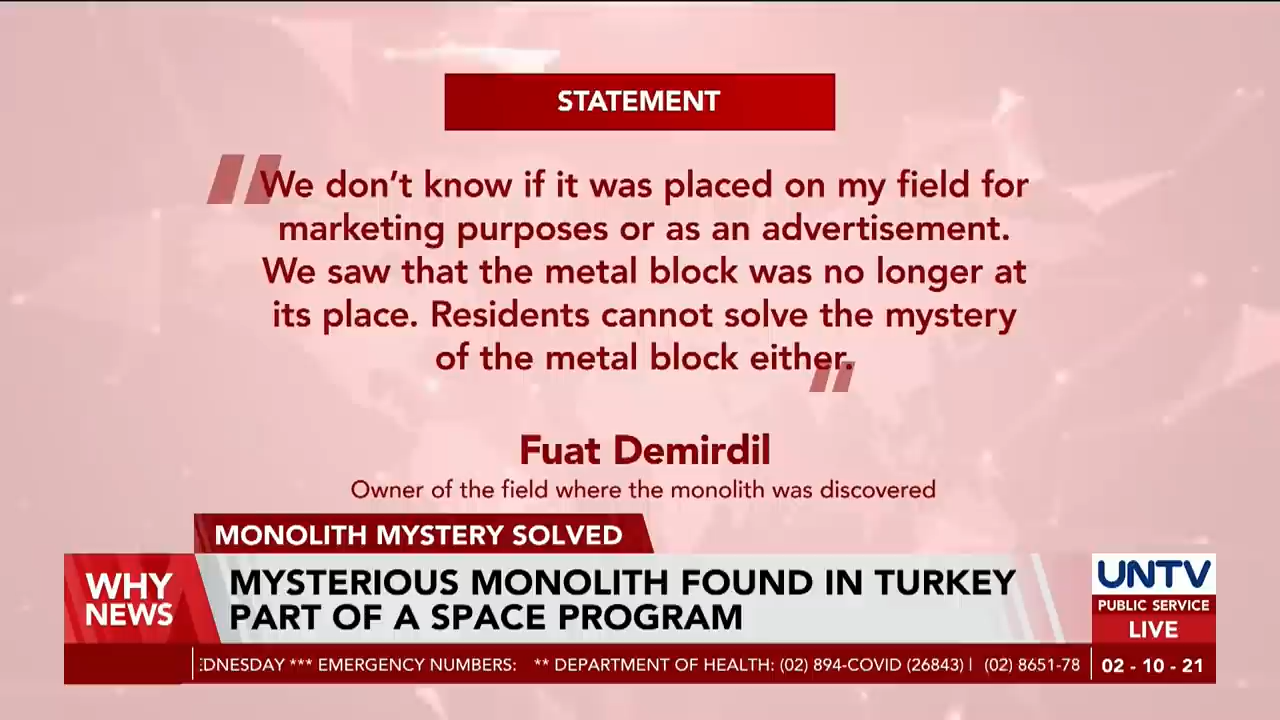 STATEMENT
"We don't know if it was placed on my field for
marketing purposes or as an advertisement.
We saw that the metal block was no longer at
its place. Residents cannot solve the mystery
of the metal block either."
Fuat Demirdil
Owner of the field where the monolith was discovered
MONOLITH MYSTERY SOLVED
WHY
NEWS
MYSTERIOUS MONOLITH FOUND IN TURKEY
PART OF A SPACE PROGRAM
UNTV
PUBLIC SERVICE
LIVE
EDNESDAY *** EMERGENCY NUMBERS: ** DEPARTMENT OF HEALTH: (02) 894-COVID (26843) | (02) 8651-78
02 - 10 - 21